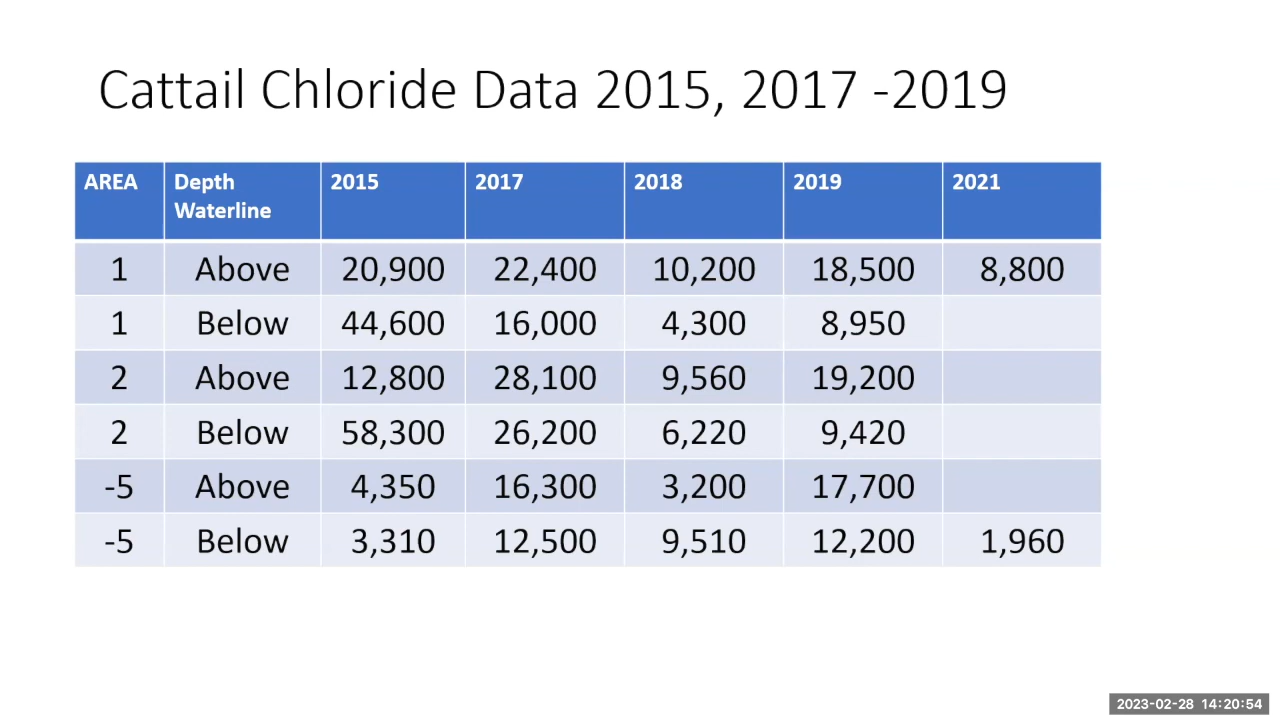 Cattail Chloride Data 2015, 2017 -2019
AREA Depth Waterline 2015 2017 2018 2019 2021
1 Above 20,900 22,400 10,200 18,500 8,800
1 Below 44,600 16,000 4,300 8,950
2 Above 12,800 28,100 9,560 19,200
2 Below 58,300 26,200 6,220 9,420
-5 Above 4,350 16,300 3,200 17,700
-5 Below 3,310 12,500 9,510 12,200 1,960
2023-02-28 14:20:54